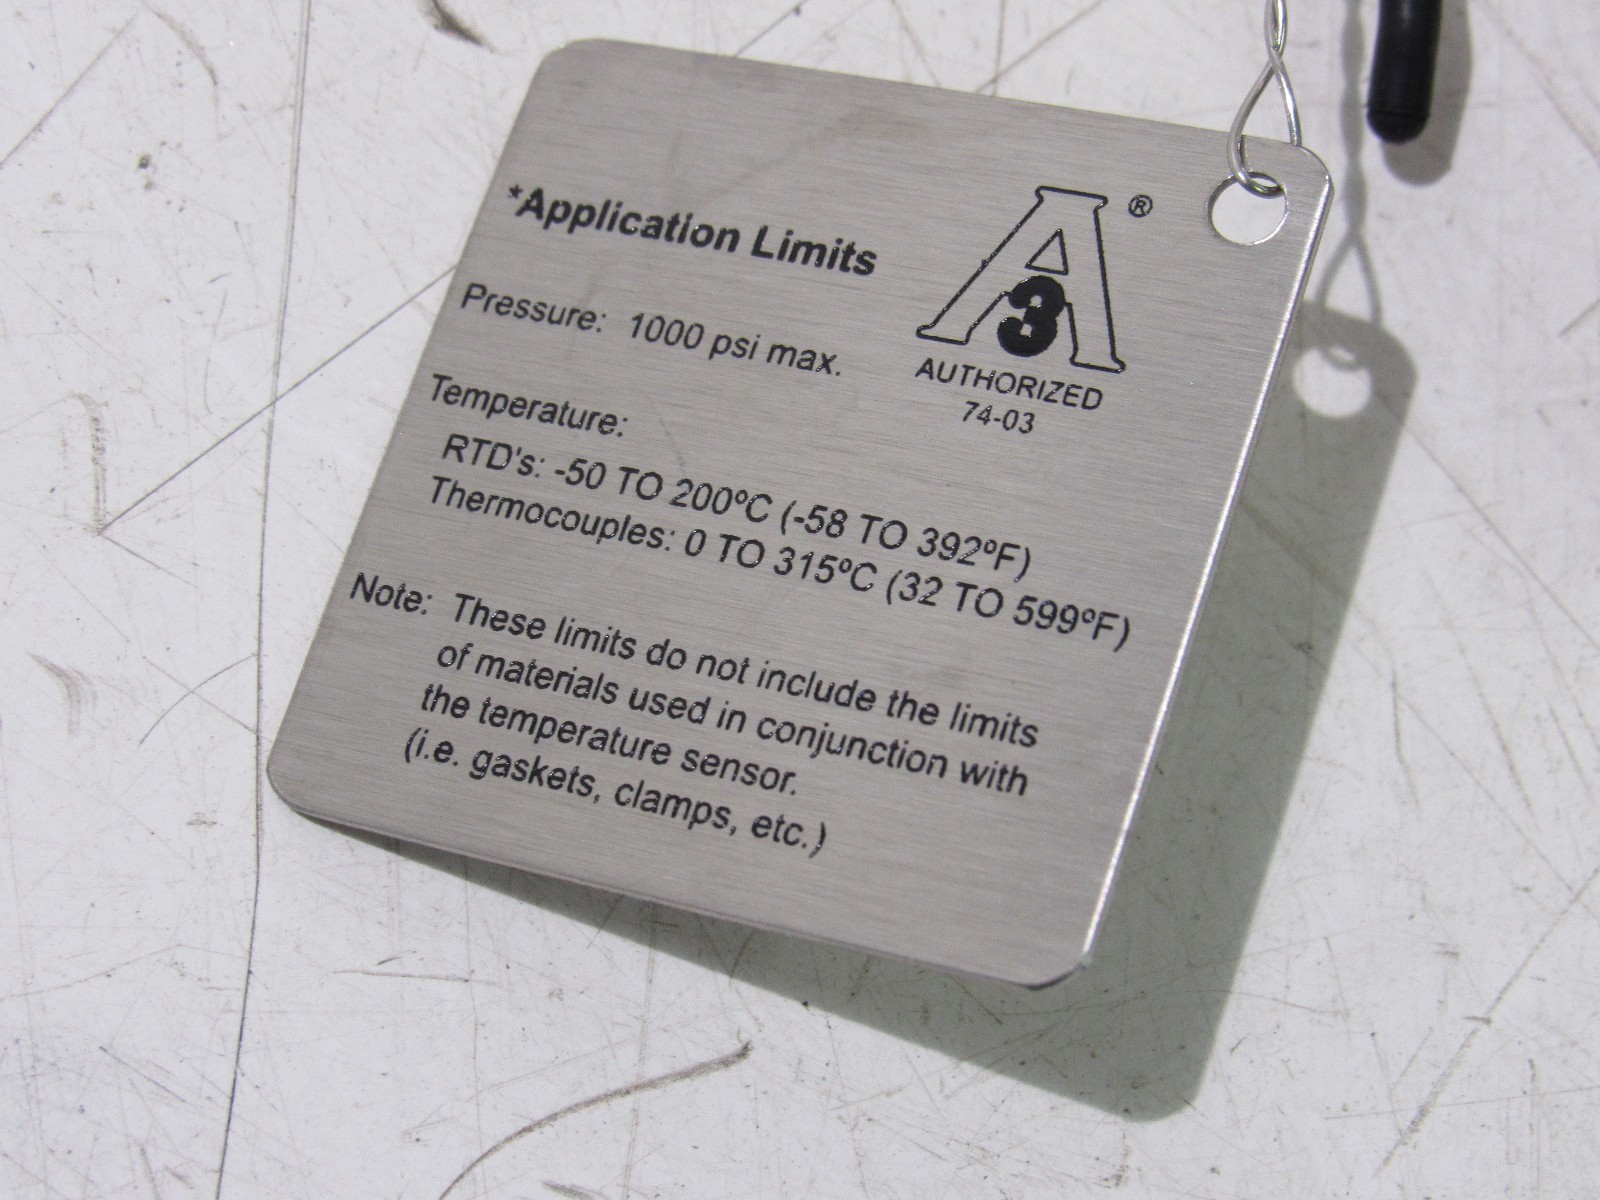 *Application Limits
A 3 ®
AUTHORIZED
74-03
Pressure: 1000 psi max.
Temperature:
RTD's: -50 TO 200ºC (-58 TO 392ºF)
Thermocouples: 0 TO 315ºC (32 TO 599ºF)
Note: These limits do not include the limits
of materials used in conjunction with
the temperature sensor.
(i.e. gaskets, clamps, etc.)